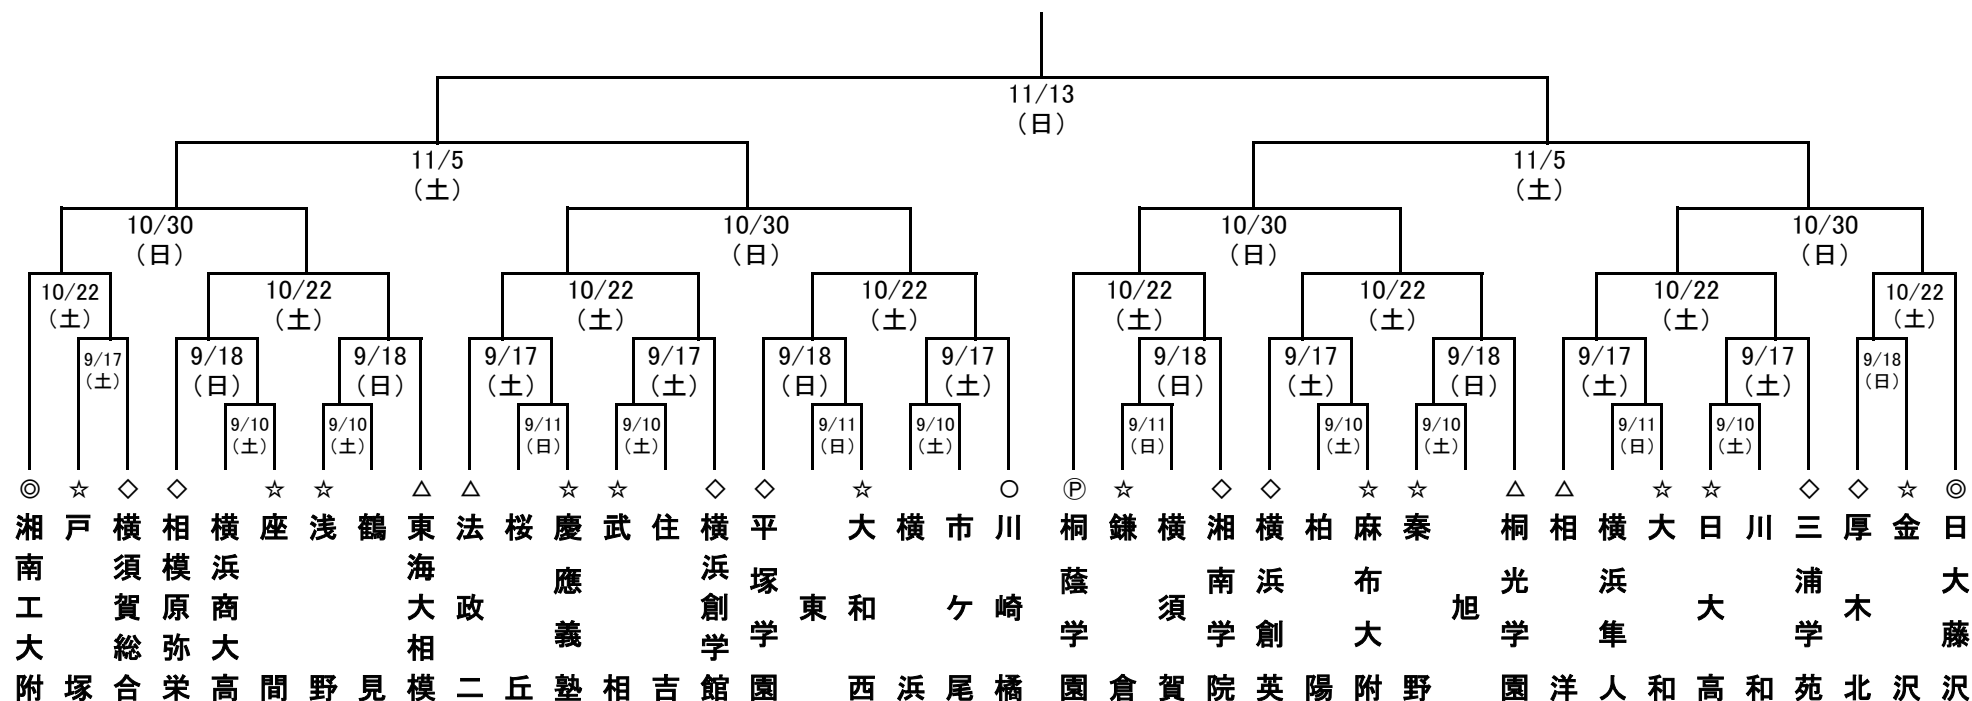 11/13
（日）
11/5
（土）
11/5
（土）
10/30
（日）
10/30
（日）
10/30
（日）
10/30
（日）
10/22
（土）
10/22
（土）
10/22
（土）
10/22
（土）
10/22
（土）
10/22
（土）
10/22
（土）
10/22
（土）
9/17
（土）
9/18
（日）
9/18
（日）
9/17
（土）
9/17
（土）
9/18
（日）
9/17
（土）
9/18
（日）
9/17
（土）
9/18
（日）
9/17
（土）
9/17
（土）
9/18
（日）
9/10
（土）
9/10
（土）
9/11
（日）
9/10
（土）
9/11
（日）
9/10
（土）
9/11
（日）
9/10
（土）
9/10
（土）
9/11
（日）
9/10
（土）
◎湘南工大附
☆戸塚
◇横須賀総合
◇相模原弥栄
横浜商大高
☆座間
☆浅野
鶴見
△東海大相模
△法政二
桜丘
☆慶應義塾
☆武相
住吉
◇横浜創学館
◇平塚学園
東
☆大和西
横浜
市ケ尾
○川崎橘
Ⓟ桐蔭学園
☆鎌倉
横須賀
◇湘南学院
◇横浜創英
柏陽
☆麻布大附
☆秦野
旭
△桐光学園
△相洋
横浜隼人
☆大和
☆日大高
川和
◇三浦学苑
◇厚木北
☆金沢
◎日大藤沢